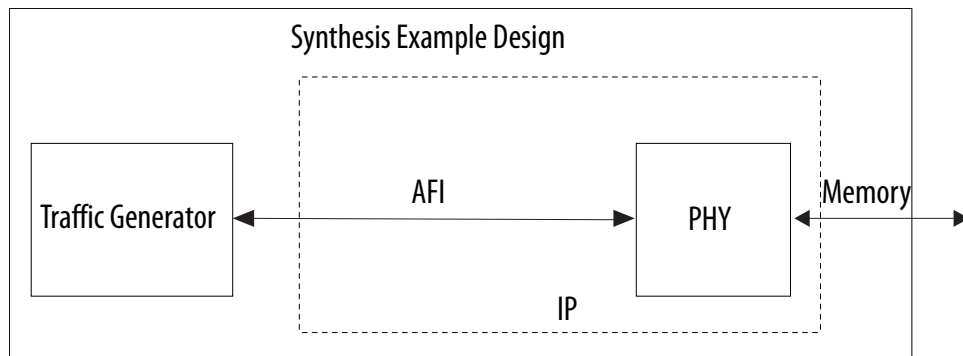 Synthesis Example Design
Traffic Generator
AFI
PHY
Memory
IP